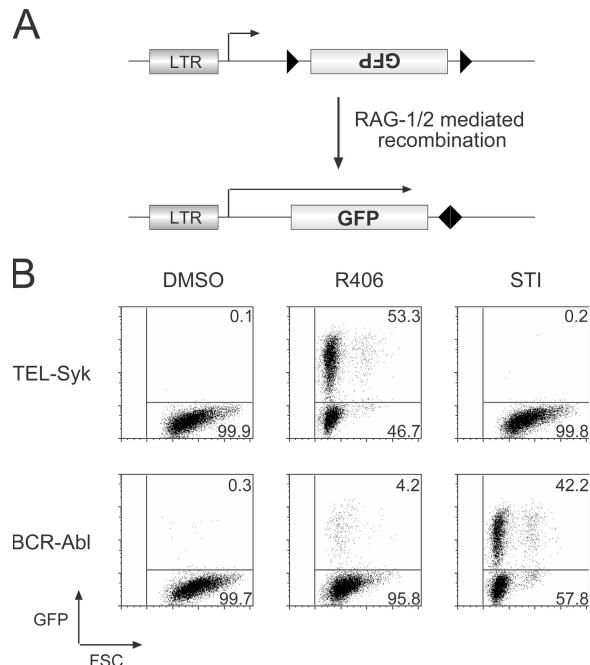 A
LTR
GFP
RAG-1/2 mediated
recombination
LTR
GFP
B
DMSO
R406
STI
TEL-Syk
0.1
99.9
53.3
46.7
0.2
99.8
BCR-Abl
0.3
99.7
4.2
95.8
42.2
57.8
GFP
FSC